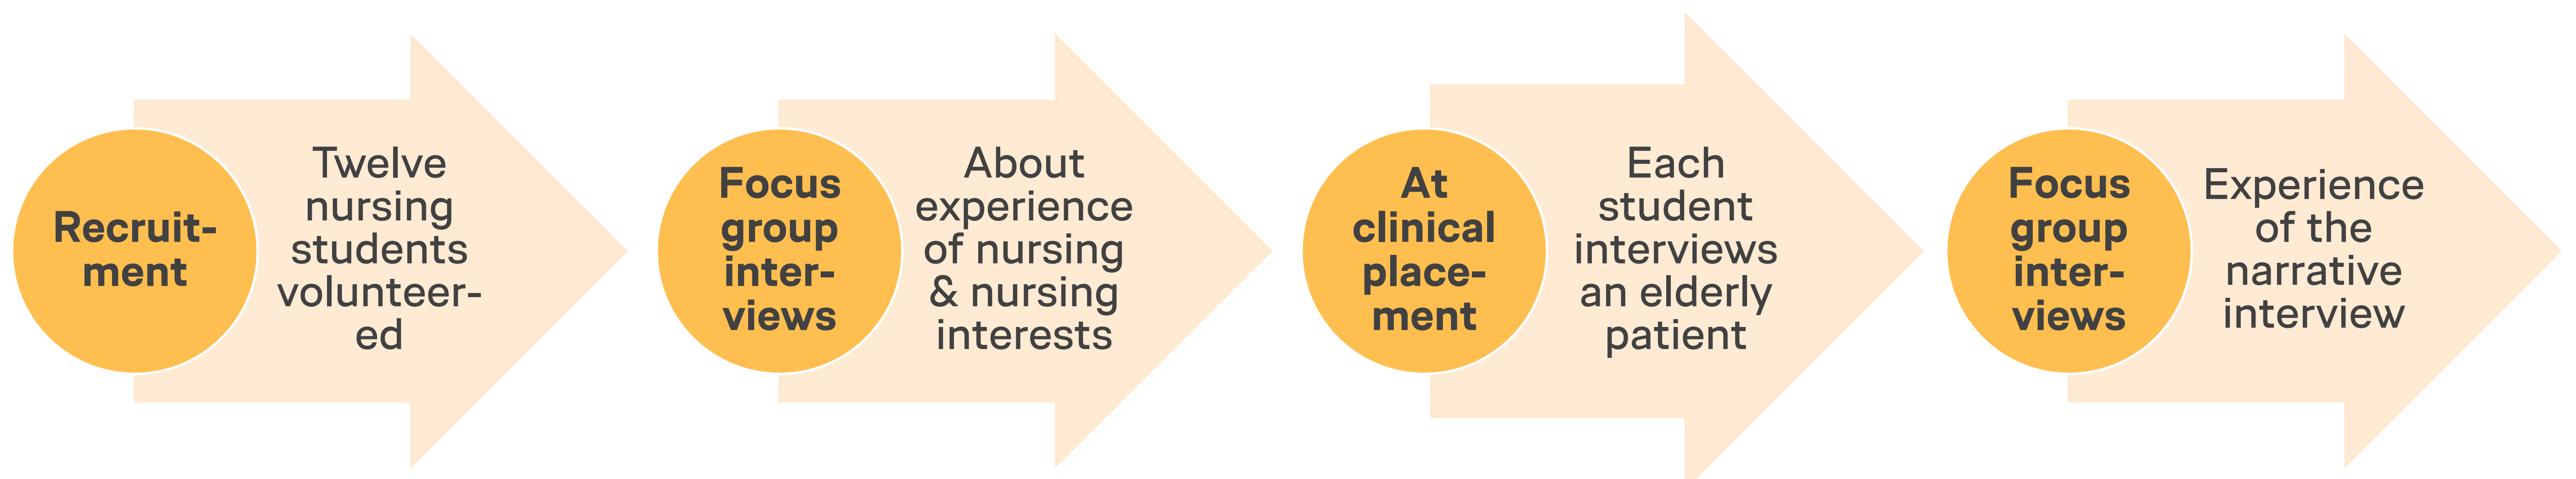 Recruit-
ment
Twelve
nursing
students
volunteer-
ed
Focus
group
inter-
views
About
experience
of nursing
& nursing
interests
At
clinical
place-
ment
Each
student
interviews
an elderly
patient
Focus
group
inter-
views
Experience
of the
narrative
interview